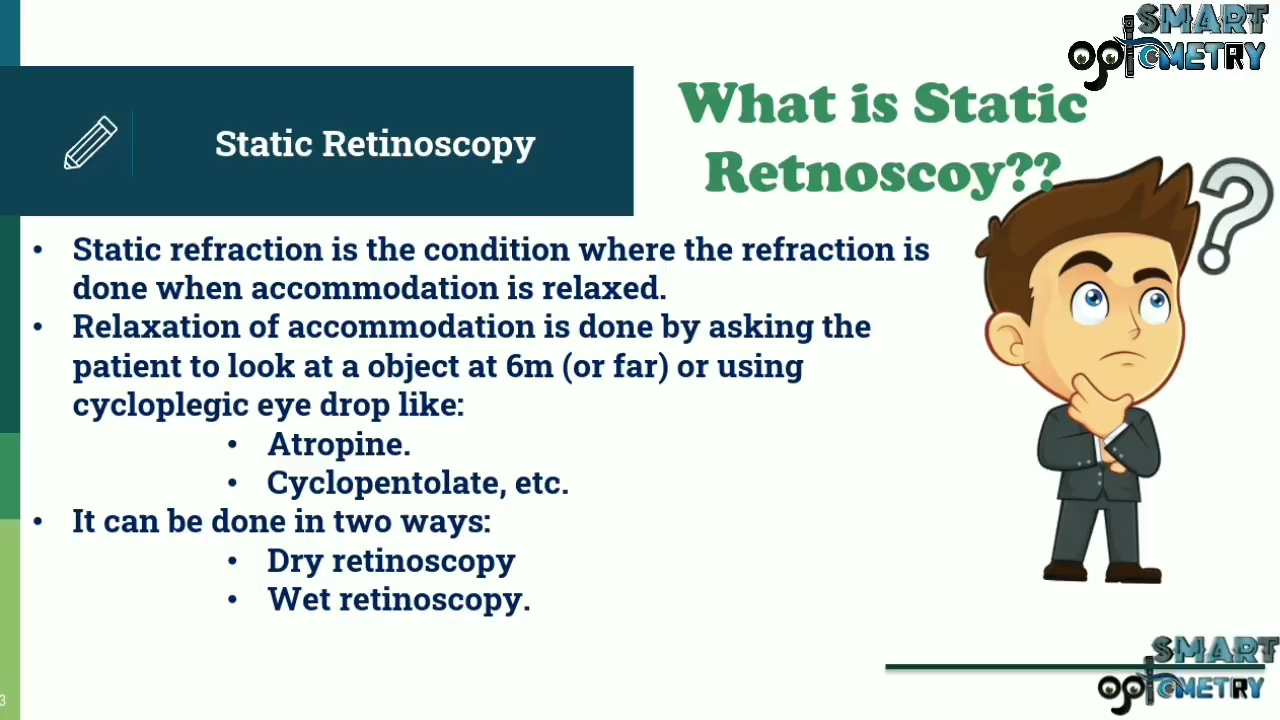 SMART
OptOMETRY
Static Retinoscopy
What is Static
Retnoscoy??
• Static refraction is the condition where the refraction is
done when accommodation is relaxed.
• Relaxation of accommodation is done by asking the
patient to look at a object at 6m (or far) or using
cycloplegic eye drop like:
• Atropine.
• Cyclopentolate, etc.
• It can be done in two ways:
• Dry retinoscopy
• Wet retinoscopy.
3
SMART
OptOMETRY